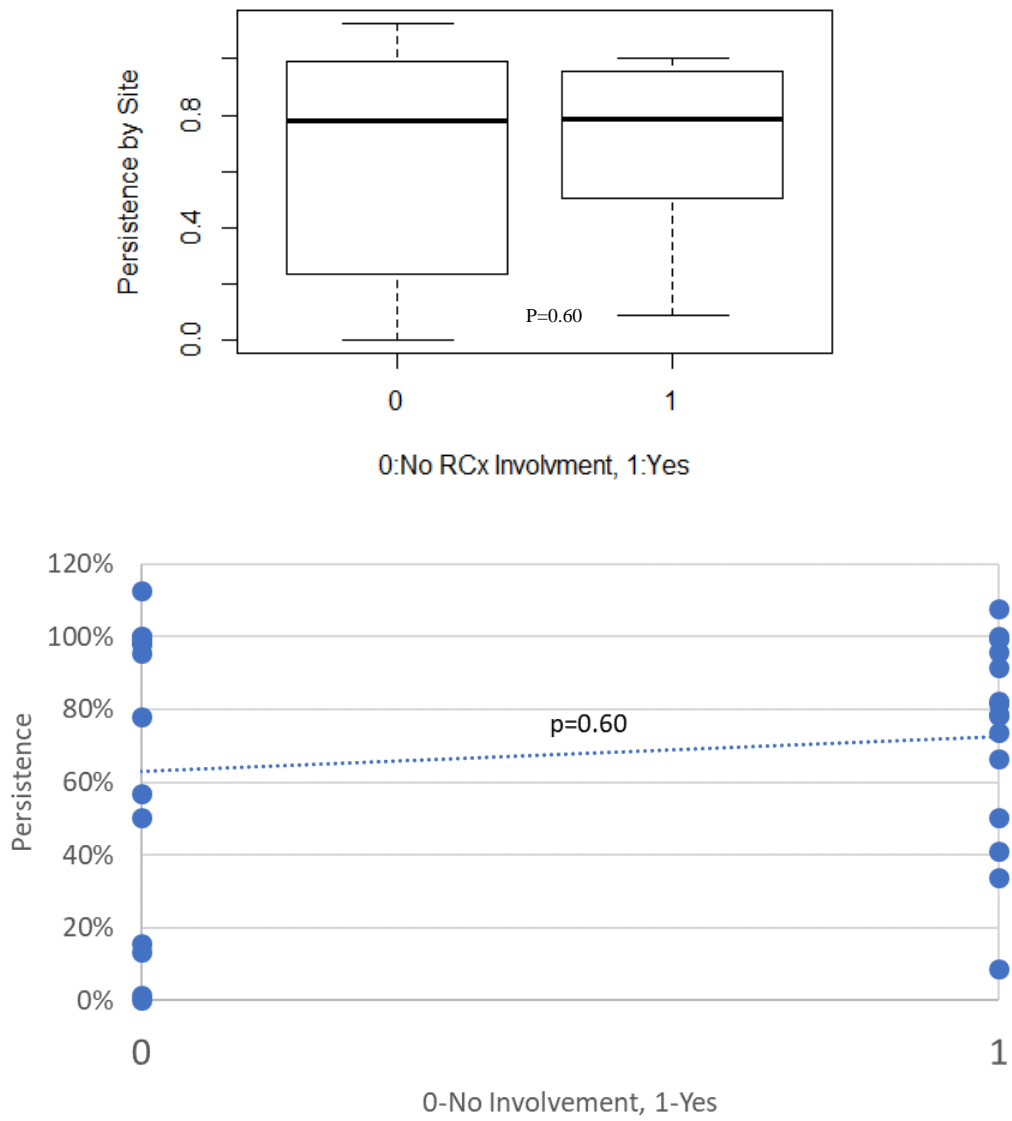 Persistence by Site
0.8
0.4
0.0
P=0.60
0 1
0:No RCx Involvment, 1:Yes
120%
100%
80%
60%
40%
20%
0%
Persistence
p=0.60
0 1
0-No Involvement, 1-Yes